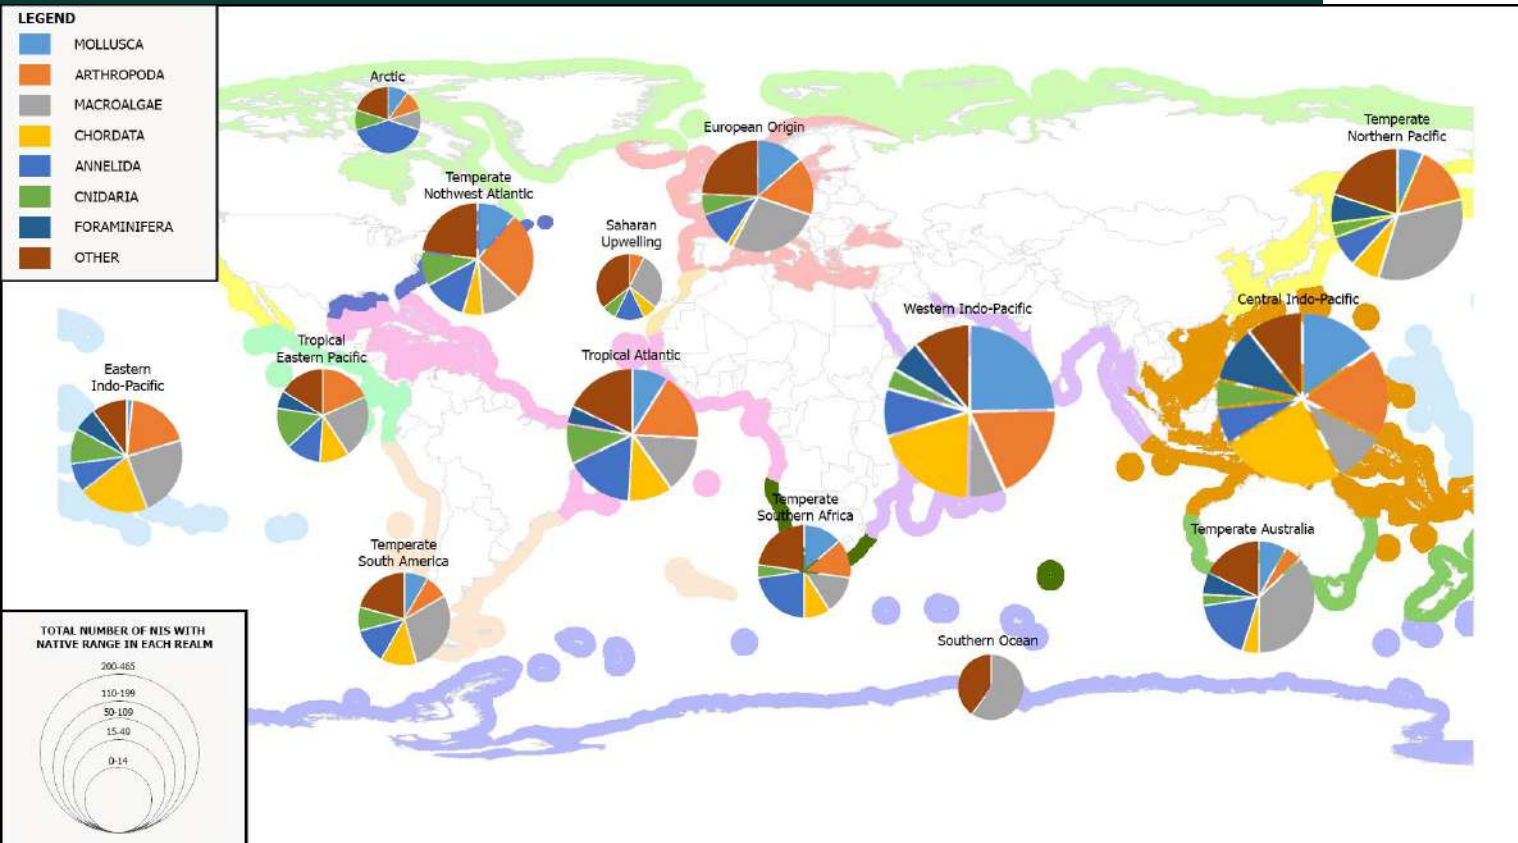 LEGEND
MOLLUSCA
ARTHROPODA
MACROALGAE
CHORDATA
ANNELIDA
CNIDARIA
FORAMINIFERA
OTHER
Arctic
European Origin
Temperate
Northern Pacific
Temperate
Nothwest Atlantic
Saharan
Upwelling
Western Indo-Pacific
Central Indo-Pacific
Tropical
Eastern Pacific
Tropical Atlantic
Eastern
Indo-Pacific
Temperate
Southern Africa
Temperate Australia
Temperate
South America
Southern Ocean
TOTAL NUMBER OF NIS WITH
NATIVE RANGE IN EACH REALM
200-465
110-199
50-109
15-49
0-14